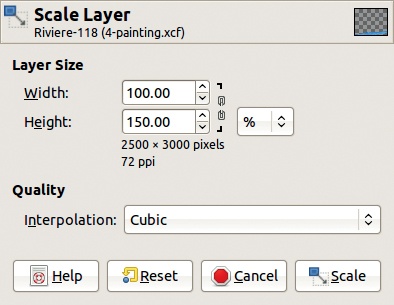 Scale Layer
Riviere-118 (4-painting.xcf)
Layer Size
Width: 100.00
Height: 150.00 %
2500 × 3000 pixels
72 ppi
Quality
Interpolation: Cubic
Help Reset Cancel Scale